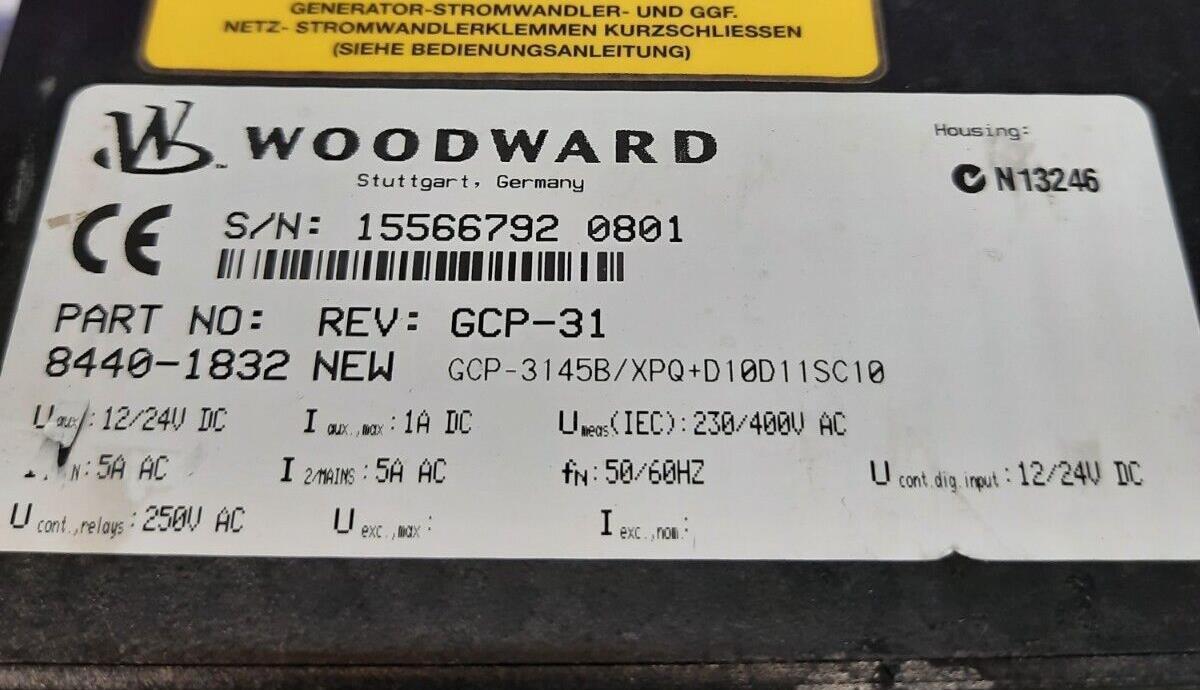 GENERATOR-STROMWANDLER- UND GGF.
NETZ- STROMWANDLERKLEMMEN KURZSCHLIESSEN
(SIEHE BEDIENUNGSANLEITUNG)
WOODWARD
Stuttgart, Germany
Housing:
N13246
CE
S/N: 15566792 0801
PART NO: REV: GCP-31
8440-1832 NEW GCP-3145B/XPQ+D10D11SC10
U aux: 12/24V DC I aux.,max: 1A DC U meas(IEC): 230/400V AC
N: 5A AC I 2/MAINS: 5A AC fN: 50/60HZ U cont.dig.input: 12/24V DC
U cont.,relays: 250V AC U exc.,max: I exc.,nom: